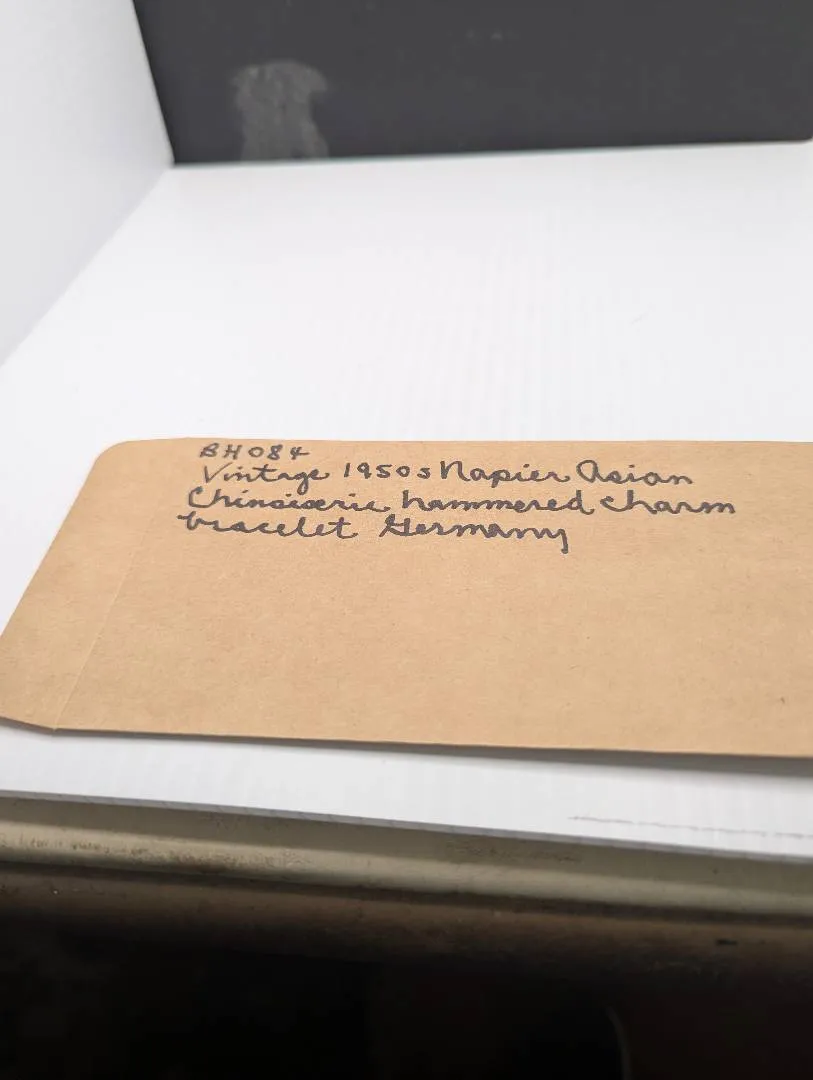 BH084
Vintage 1950s Napier Asian
Chinoiserie hammered charm
bracelet Germany